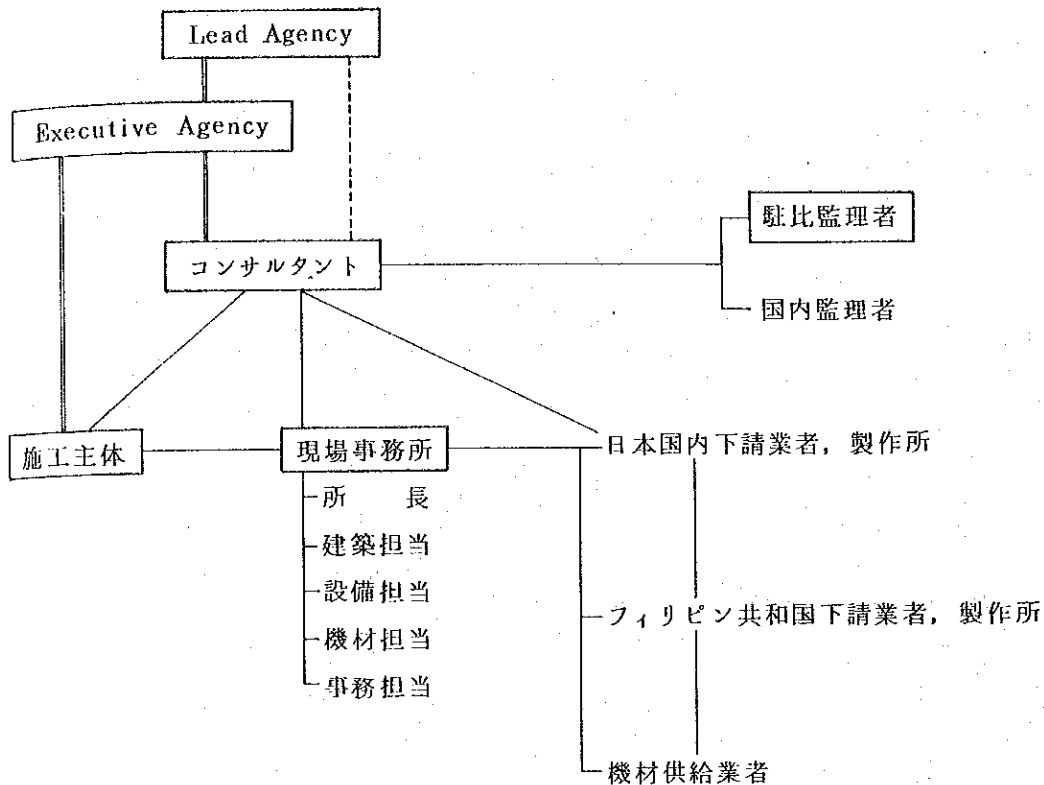 Lead Agency
Executive Agency
駐比監理者
コンサルタント
国内監理者
施工主体
現場事務所
日本国内下請業者，製作所
所　　長
建築担当
設備担当
機材担当
事務担当
フィリピン共和国下請業者，製作所
機材供給業者